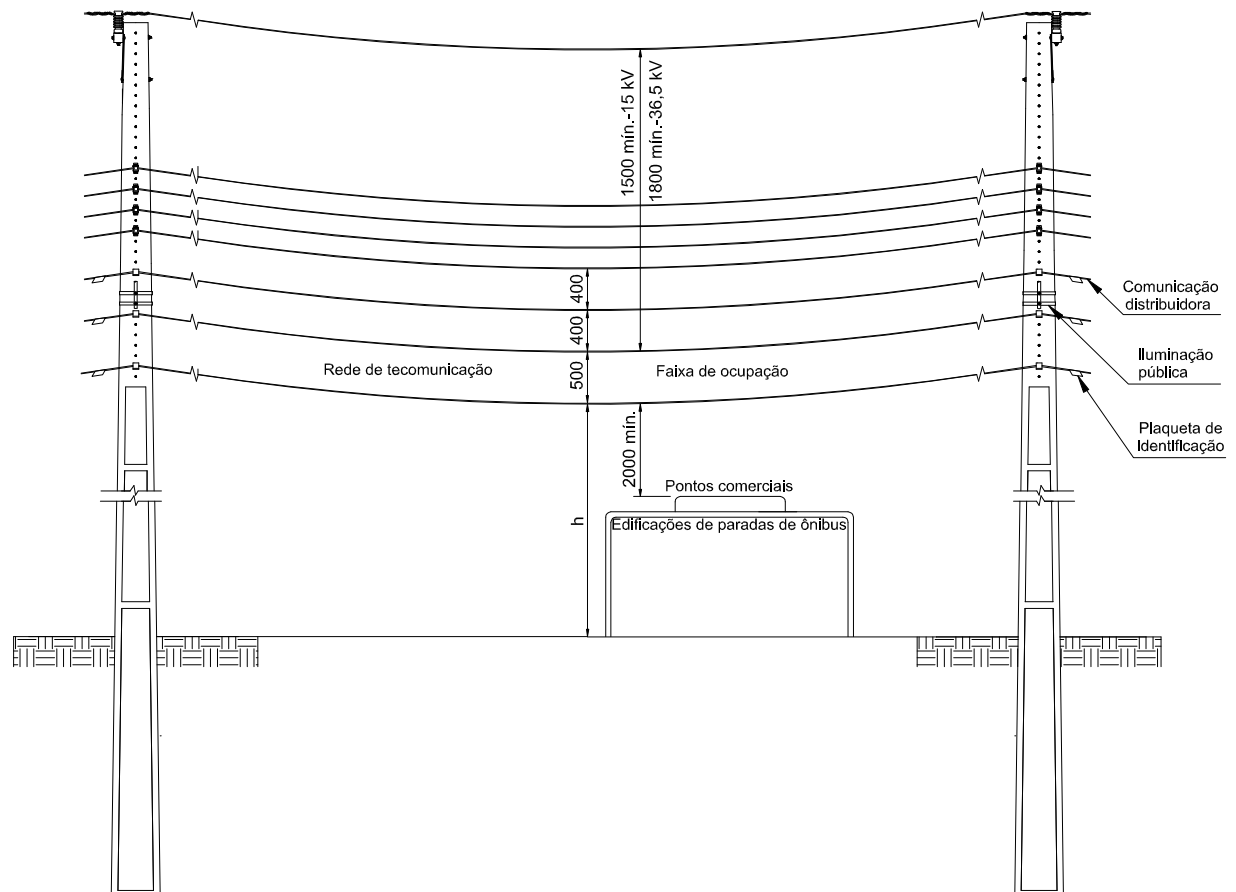 1500 mín.-15 kV
1800 mín.-36,5 kV
400
400
500
Comunicação
distribuidora
Iluminação
pública
Rede de tecomunicação
Faixa de ocupação
Plaqueta de
identificação
2000 mín.
h
Pontos comerciais
Edificações de paradas de ônibus